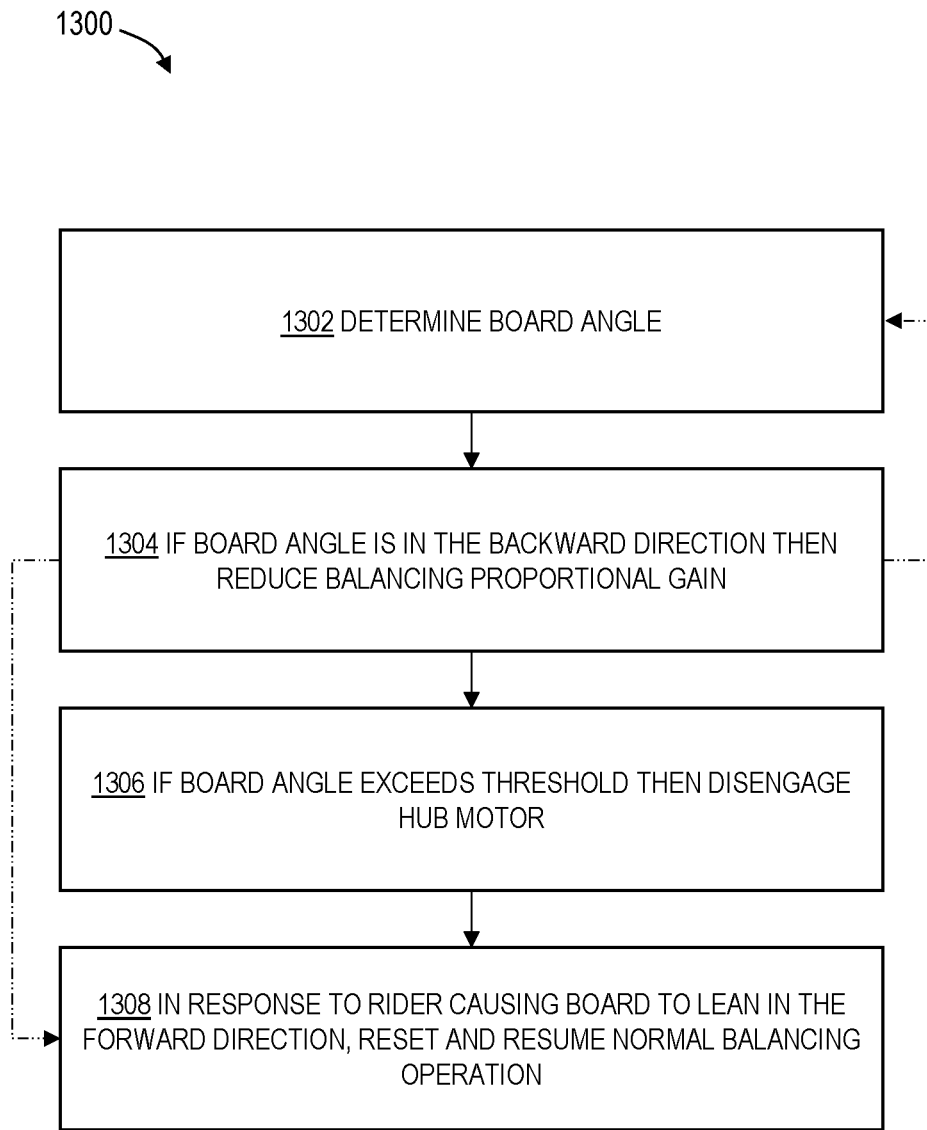 1300
1302 DETERMINE BOARD ANGLE
1304 IF BOARD ANGLE IS IN THE BACKWARD DIRECTION THEN
REDUCE BALANCING PROPORTIONAL GAIN
1306 IF BOARD ANGLE EXCEEDS THRESHOLD THEN DISENGAGE
HUB MOTOR
1308 IN RESPONSE TO RIDER CAUSING BOARD TO LEAN IN THE
FORWARD DIRECTION, RESET AND RESUME NORMAL BALANCING
OPERATION